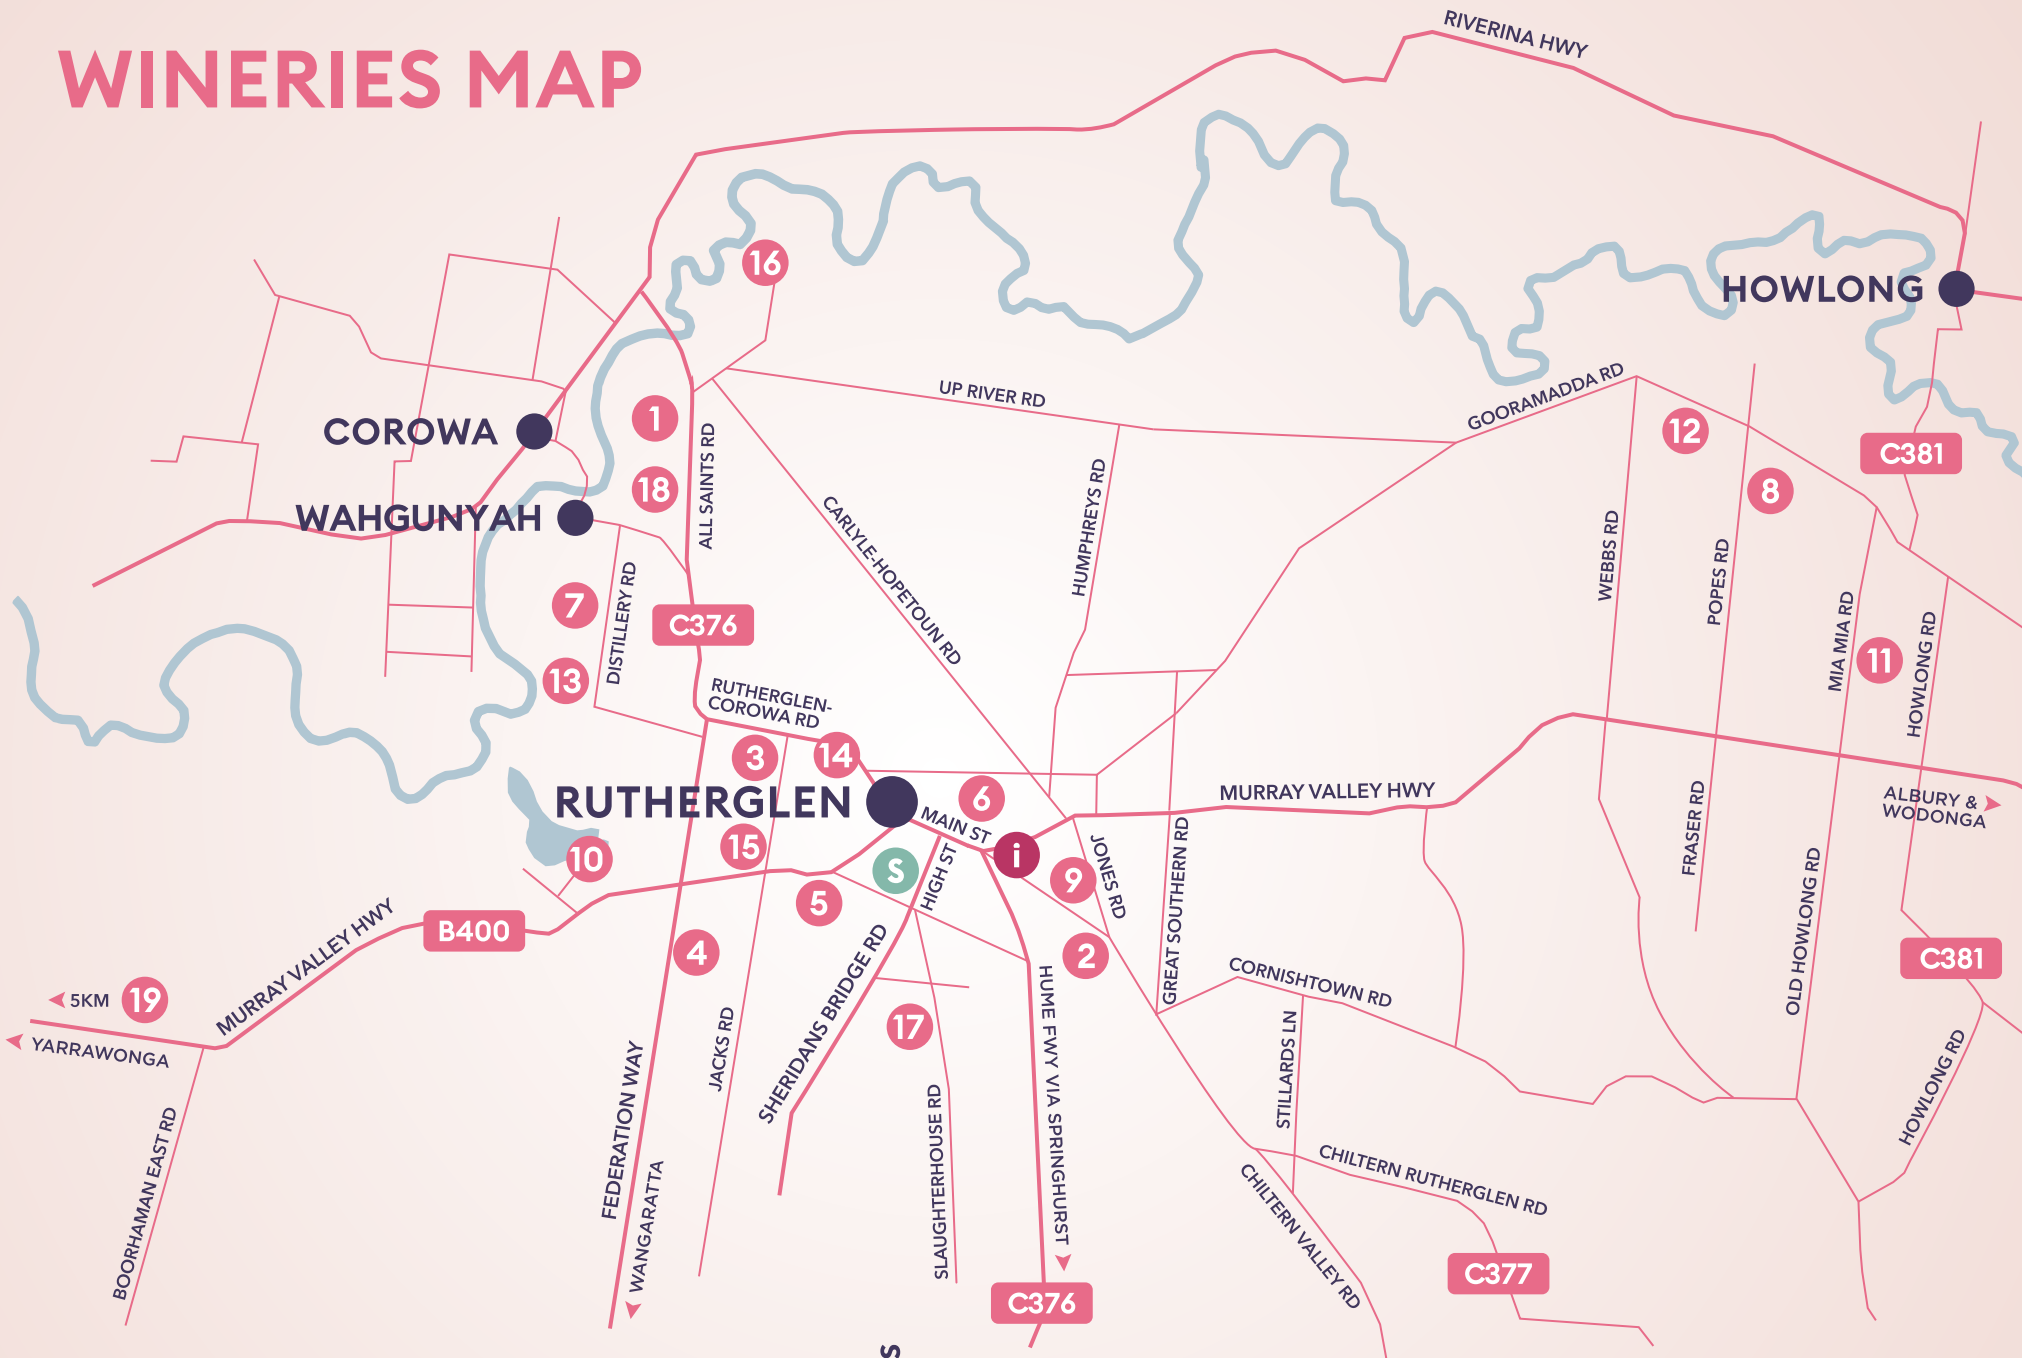 WINERIES MAP
RIVERINA HWY
16
HOWLONG
UP RIVER RD
GOORAMADDA RD
1
COROWA
12
C381
ALL SAINTS RD
18
8
WAHGUNYAH
CARLYLE-HOPETOUN RD
HUMPHREYS RD
WEBBS RD
POPES RD
7
DISTILLERY RD
C376
MIA MIA RD
11
HOWLONG RD
13
RUTHERGLEN-
COROWA RD
3
14
RUTHERGLEN
6
MAIN ST
MURRAY VALLEY HWY
ALBURY &
WODONGA
FRASER RD
15
10
S
HIGH ST
i
9
JONES RD
GREAT SOUTHERN RD
5
B400
MURRAY VALLEY HWY
4
2
OLD HOWLONG RD
C381
5KM
19
YARRAWONGA
SHERIDANS BRIDGE RD
17
CORNISHTOWN RD
JACKS RD
HUME FWY VIA SPRINGHURST
STILLARDS LN
HOWLONG RD
FEDERATION WAY
BOORHAMAN EAST RD
WANGARATTA
SLAUGHTERHOUSE RD
CHILTERN RUTHERGLEN RD
CHILTERN VALLEY RD
C377
C376
S